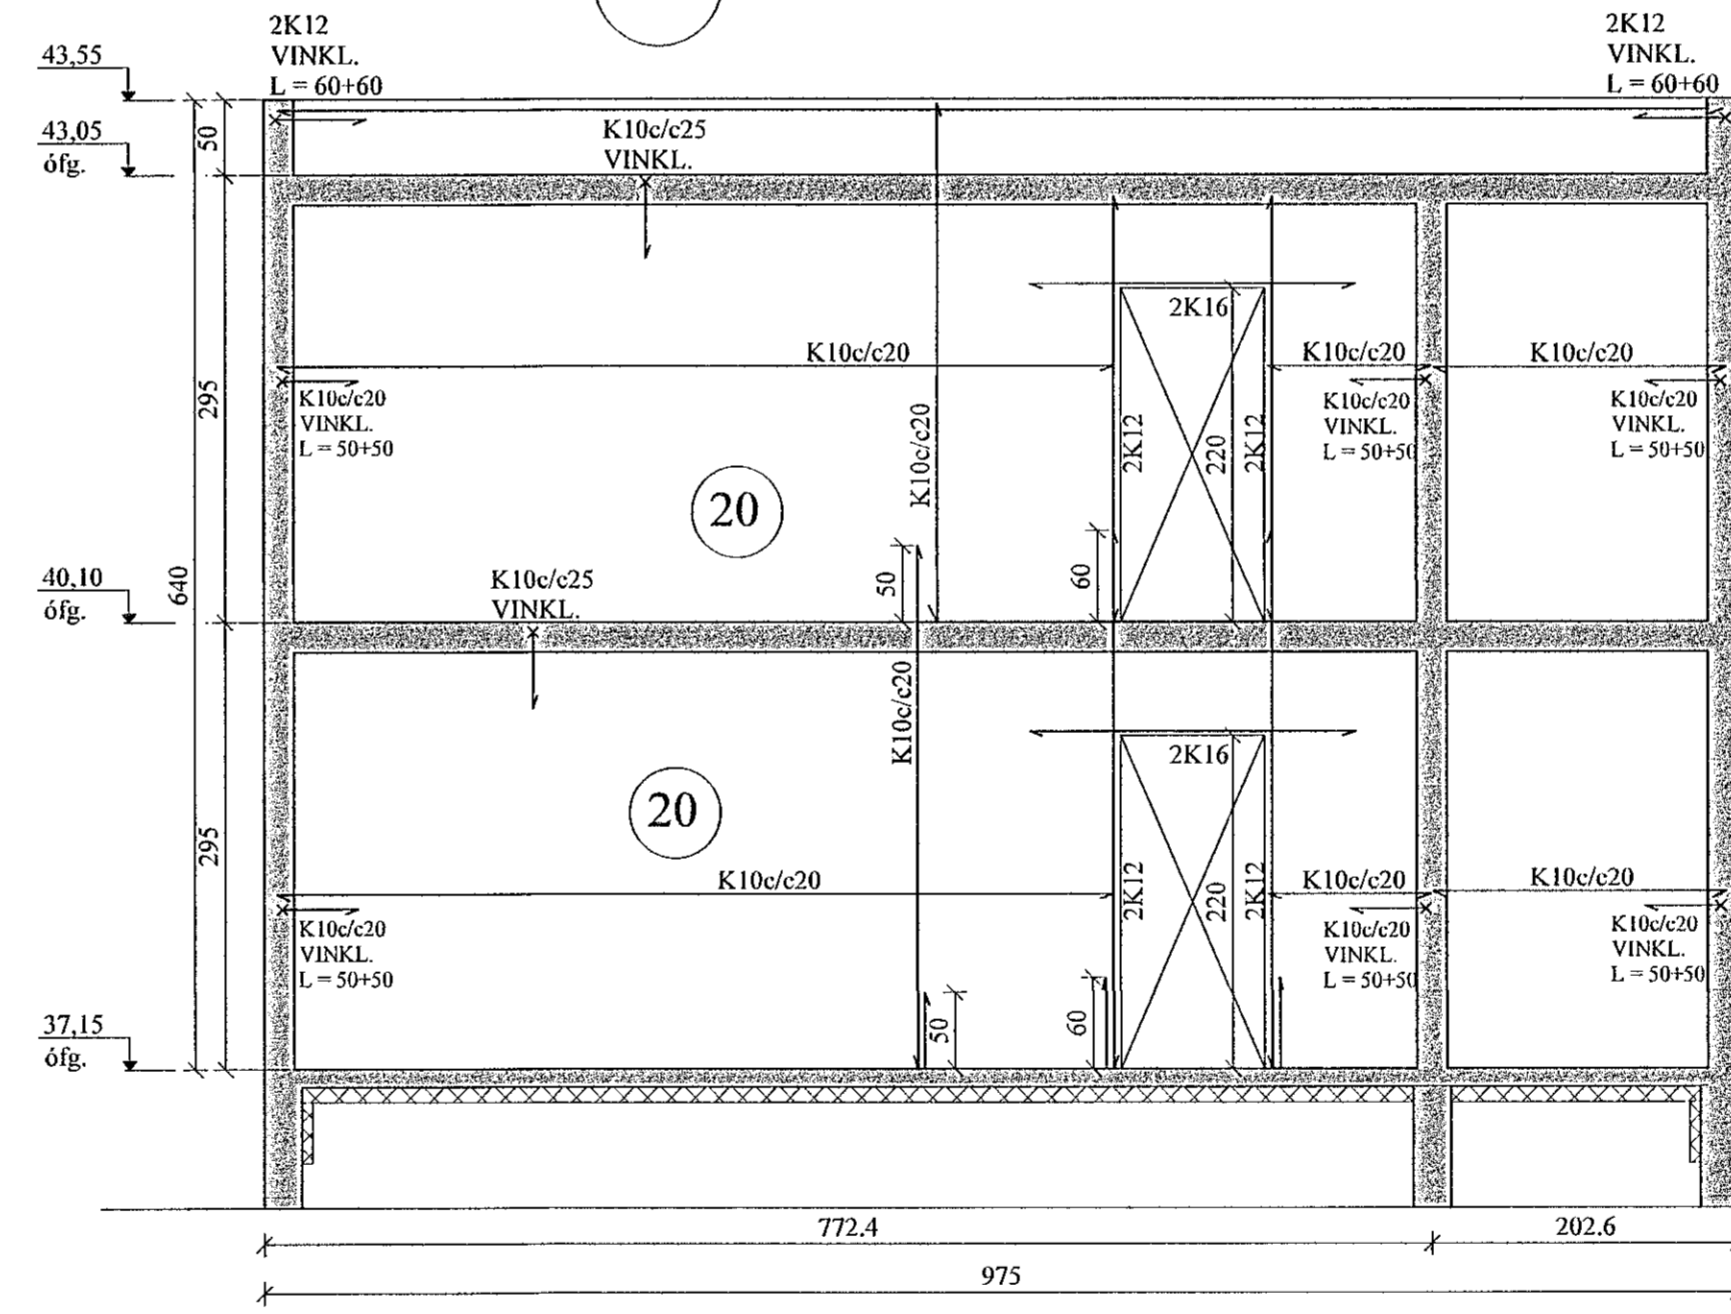 2K12
VINKL.
L = 60+60
2K12
VINKL.
L = 60+60
43,55
43,05
ófg.
50
K10c/c25
VINKL.
2K16
K10c/c20
K10c/c20
K10c/c20
K10c/c20
VINKL.
L = 50+50
K10c/c20
VINKL.
L = 50+50
K10c/c20
VINKL.
L = 50+50
295
K10c/c20
2K12
220
2K12
20
50
60
40,10
ófg.
640
K10c/c25
VINKL.
K10c/c20
2K16
20
295
K10c/c20
K10c/c20
K10c/c20
2K12
220
2K12
K10c/c20
VINKL.
L = 50+50
K10c/c20
VINKL.
L = 50+50
K10c/c20
VINKL.
L = 50+50
50
60
37,15
ófg.
772.4
202.6
975